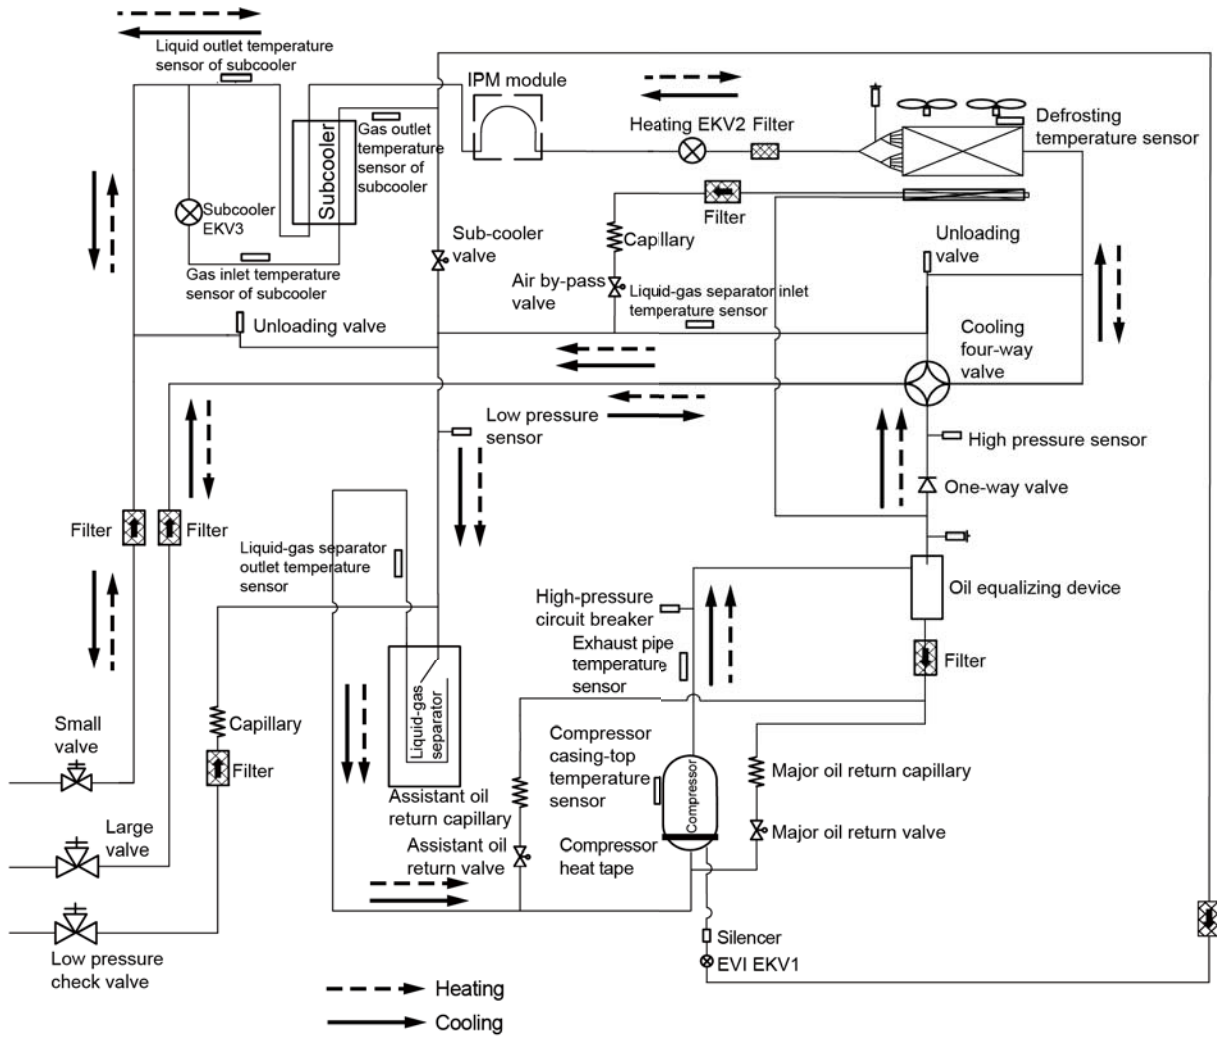 Liquid outlet temperature
sensor of subcooler
IPM module
Gas outlet
temperature
sensor of
subcooler
Subcooler
Heating EKV2 Filter
Defrosting
temperature sensor
Subcooler
EKV3
Filter
Sub-cooler
valve
Capillary
Unloading
valve
Gas inlet temperature
sensor of subcooler
Air by-pass
valve
Liquid-gas separator inlet
temperature sensor
Unloading valve
Cooling
four-way
valve
Low pressure
sensor
High pressure sensor
One-way valve
Filter
Filter
Liquid-gas separator
outlet temperature
sensor
High-pressure
circuit breaker
Oil equalizing device
Exhaust pipe
temperature
sensor
Filter
Liquid-gas
separator
Small
valve
Capillary
Filter
Compressor
casing-top
temperature
sensor
Compressor
Major oil return capillary
Assistant oil
return capillary
Large
valve
Assistant oil
return valve
Compressor
heat tape
Major oil return valve
Low pressure
check valve
Silencer
EVI EKV1
Heating
Cooling